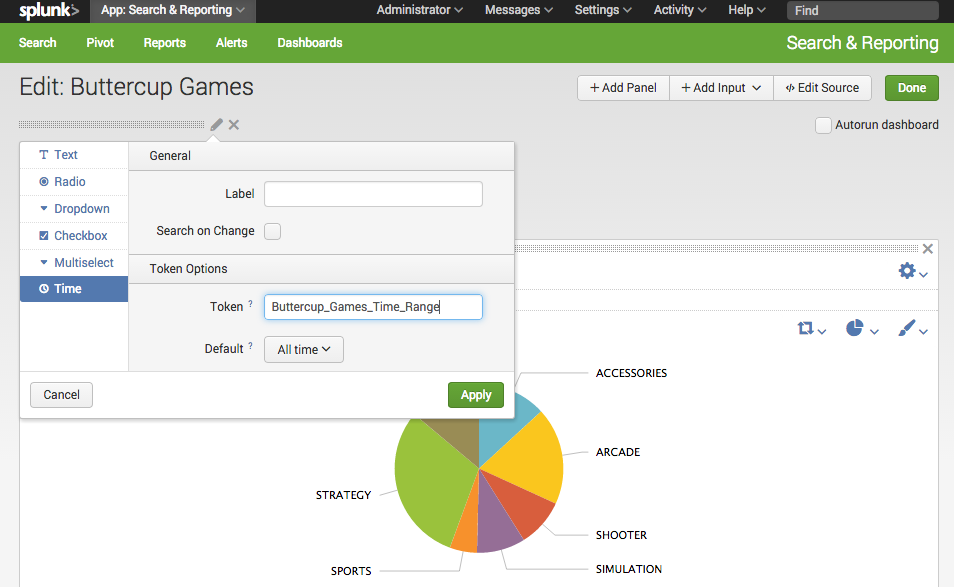 splunk> App: Search & Reporting Administrator Messages Settings Activity Help Find
Search Pivot Reports Alerts Dashboards Search & Reporting
Edit: Buttercup Games + Add Panel + Add Input </> Edit Source Done
Autorun dashboard
T Text
Radio
Dropdown
Checkbox
Multiselect
Time
General
Label
Search on Change
Token Options
Token ? Buttercup_Games_Time_Range
Default ? All time
Cancel Apply
ACCESSORIES
ARCADE
STRATEGY
SHOOTER
SIMULATION
SPORTS